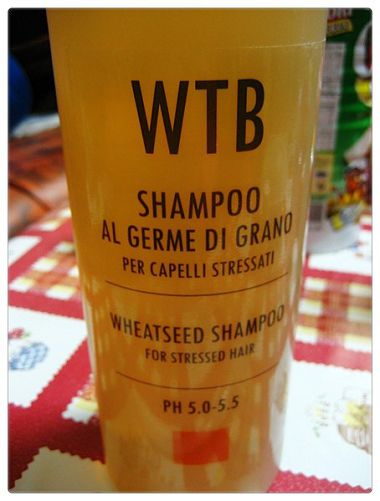 WTB
SHAMPOO
AL GERME DI GRANO
PER CAPELLI STRESSATI
WHEATSEED SHAMPOO
FOR STRESSED HAIR
PH 5.0-5.5